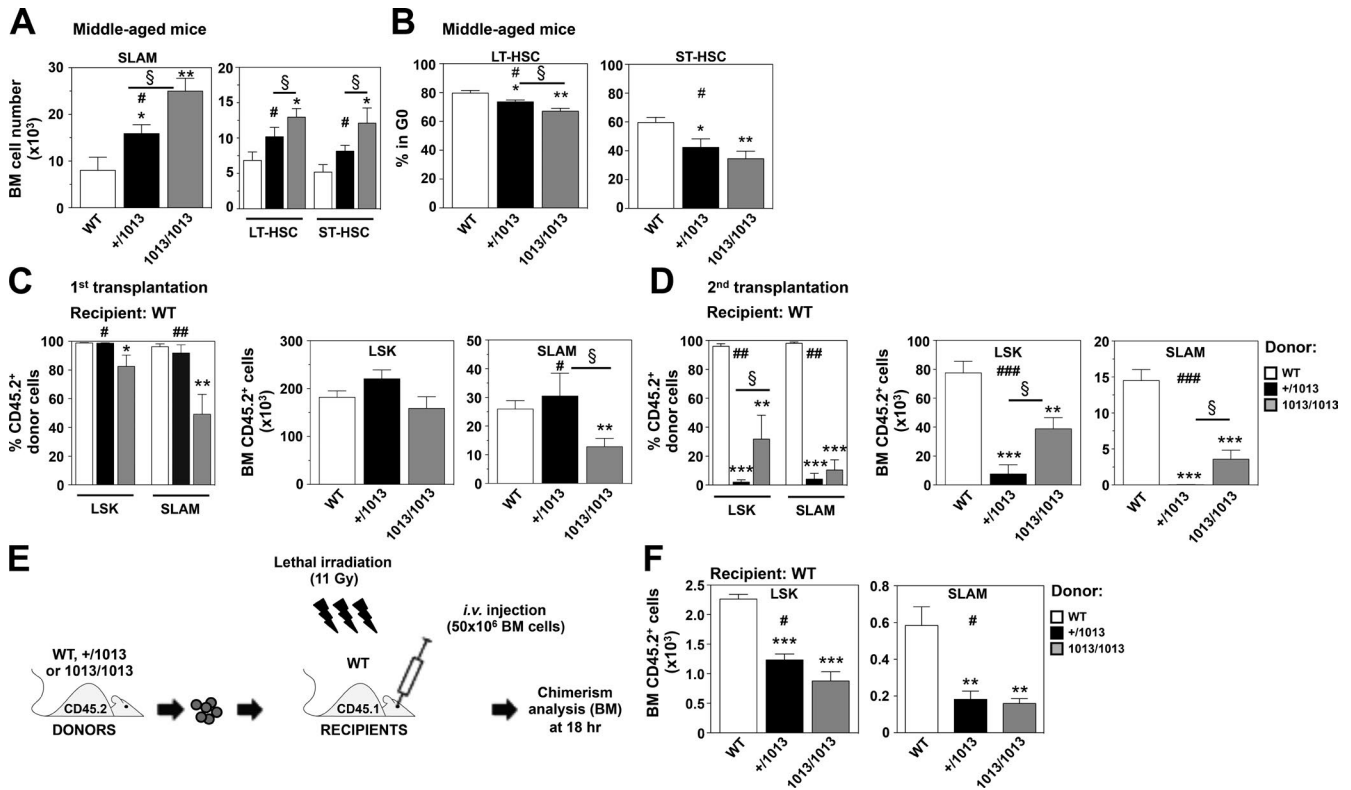 A Middle-aged mice
SLAM
BM cell number
(x10³)
30
20
10
0
§
**
#
*
WT
+/1013
1013/1013
20
15
10
5
0
§
§
#
*
#
*
LT-HSC
ST-HSC
B Middle-aged mice
LT-HSC
% in G0
100
80
60
40
20
0
#
§
*
**
WT
+/1013
1013/1013
ST-HSC
100
80
60
40
20
0
#
*
**
WT
+/1013
1013/1013
C 1st transplantation
Recipient: WT
% CD45.2+
donor cells
100
80
60
40
20
0
#
*
##
**
LSK
SLAM
BM CD45.2+ cells
(x10³)
300
200
100
0
LSK
WT
+/1013
1013/1013
50
40
30
20
10
0
SLAM
#
§
**
WT
+/1013
1013/1013
D 2nd transplantation
Recipient: WT
% CD45.2+
donor cells
100
80
60
40
20
0
##
§
**
***
##
***
***
LSK
SLAM
BM CD45.2+ cells
(x10³)
100
80
60
40
20
0
LSK
###
§
**
***
WT
+/1013
1013/1013
15
10
5
0
SLAM
###
§
***
***
WT
+/1013
1013/1013
Donor:
WT
+/1013
1013/1013
E
Lethal irradiation
(11 Gy)
i.v. injection
(50x10⁶ BM cells)
WT, +/1013
or 1013/1013
WT
CD45.2
CD45.1
DONORS
RECIPIENTS
Chimerism
analysis (BM)
at 18 hr
F Recipient: WT
BM CD45.2+ cells
(x10³)
2.5
2.0
1.5
1.0
0.5
0
LSK
#
***
***
WT
+/1013
1013/1013
0.8
0.6
0.4
0.2
0
SLAM
#
**
**
WT
+/1013
1013/1013
Donor:
WT
+/1013
1013/1013